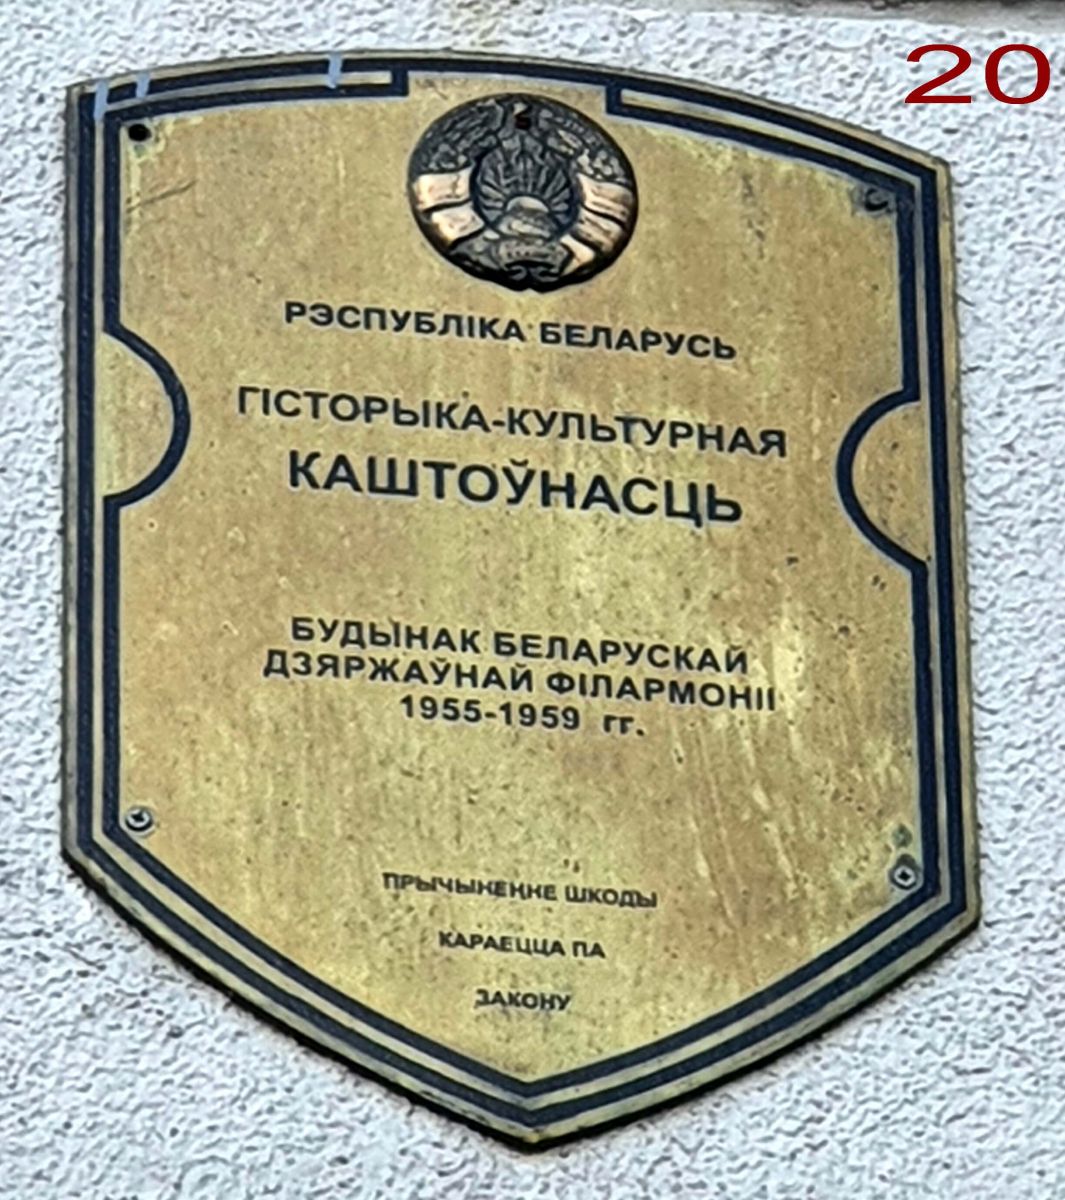 20
РЭСПУБЛІКА БЕЛАРУСЬ
ГІСТОРЫКА-КУЛЬТУРНАЯ
КАШТОЎНАСЦЬ
БУДЫНАК БЕЛАРУСКАЙ
ДЗЯРЖАЎНАЙ ФІЛАРМОНІІ
1955-1959 гг.
ПРЫЧЫНЕННЕ ШКОДЫ
КАРАЕЦЦА ПА
ЗАКОНУ